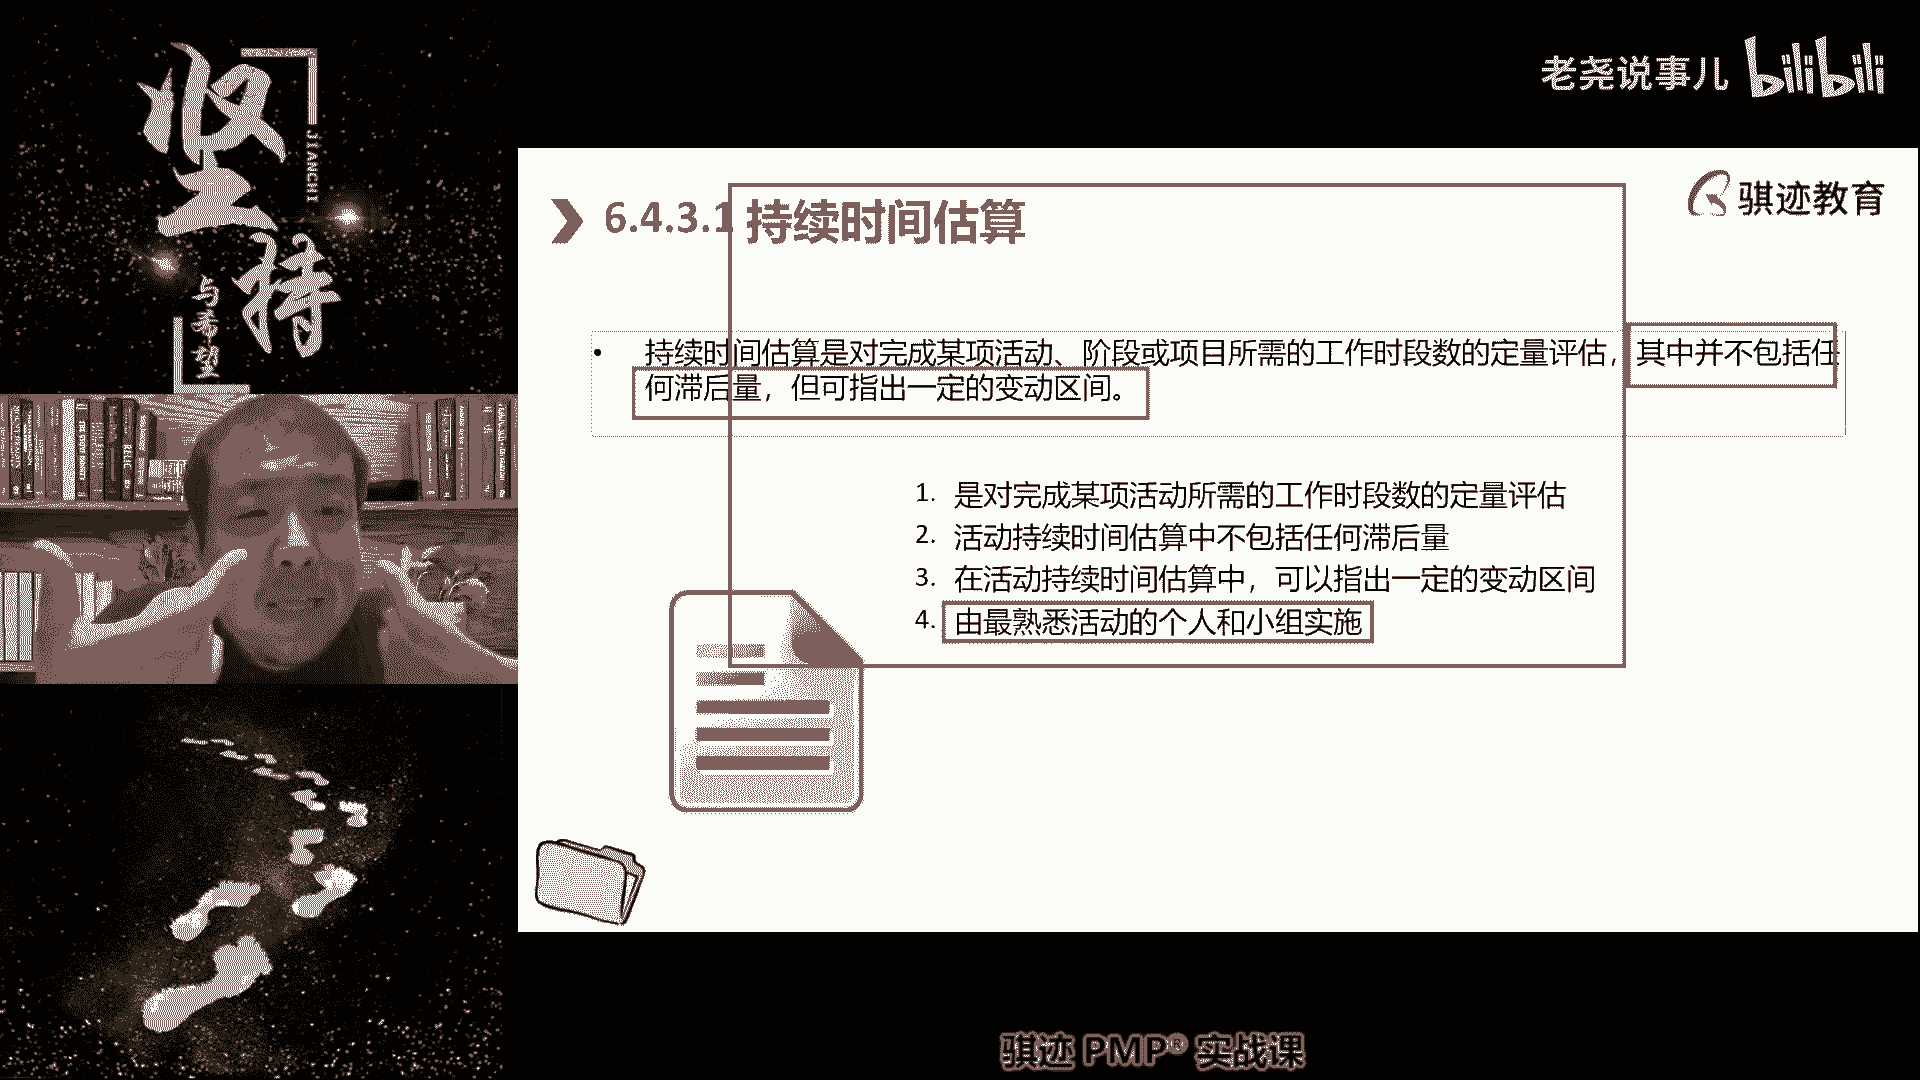 坚持
JIANCHI
与希望
老尧说事儿 bilibili
骐迹教育
6.4.3.1 持续时间估算
• 持续时间估算是对完成某项活动、阶段或项目所需的工作时段数的定量评估，其中并不包括任
何滞后量，但可指出一定的变动区间。
1. 是对完成某项活动所需的工作时段数的定量评估
2. 活动持续时间估算中不包括任何滞后量
3. 在活动持续时间估算中，可以指出一定的变动区间
4. 由最熟悉活动的个人和小组实施
骐迹 PMP® 实战课